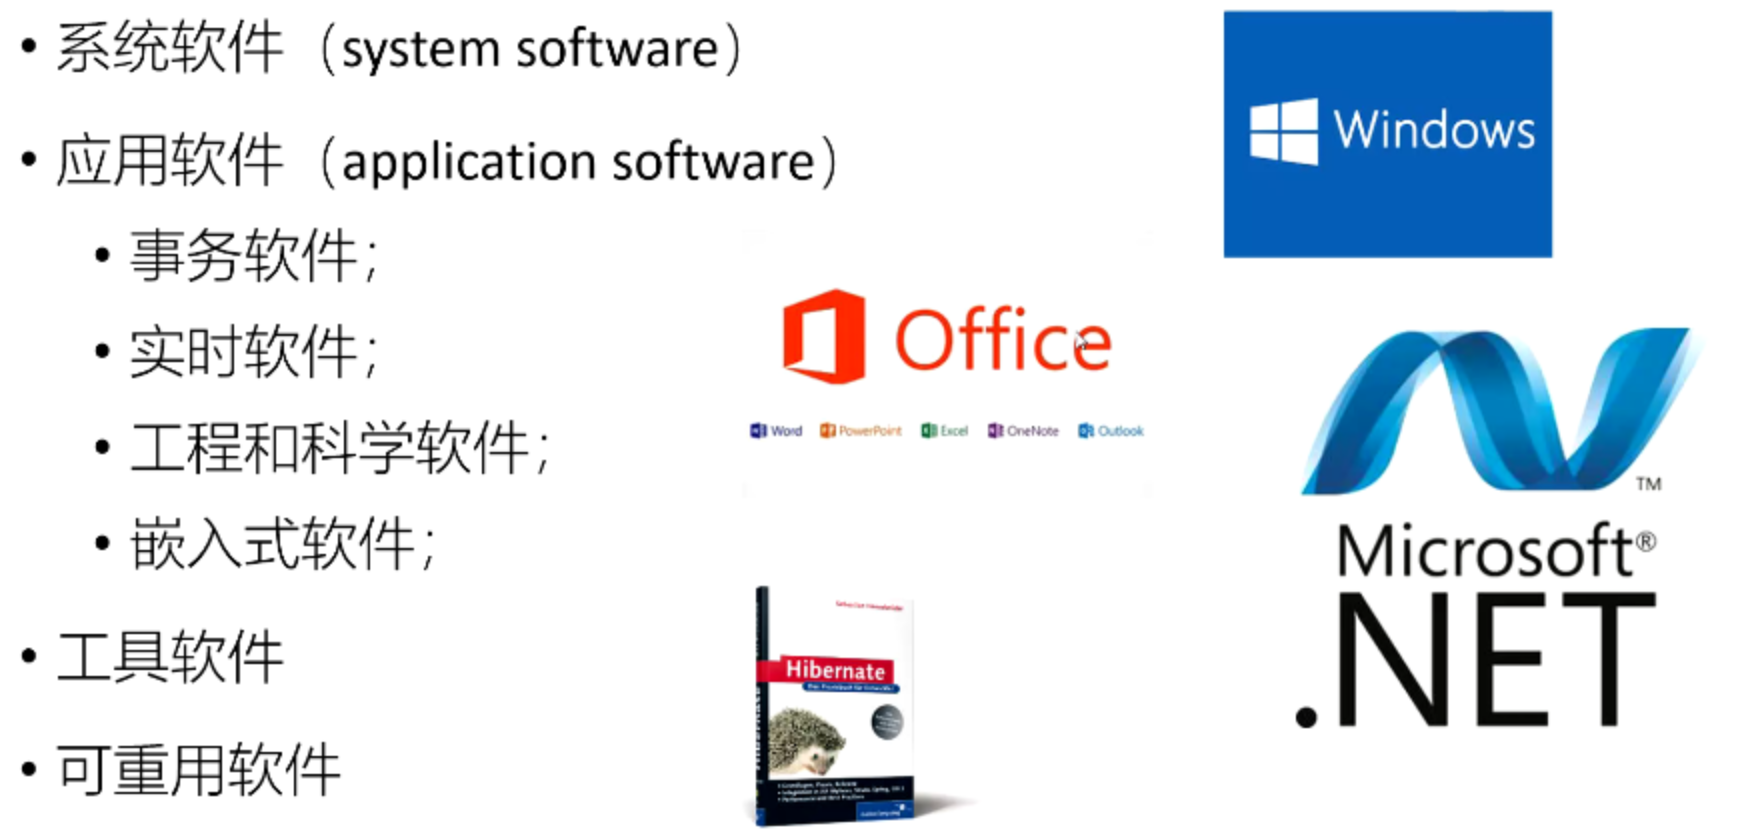 • 系统软件（system software）
• 应用软件（application software）
• 事务软件；
• 实时软件；
• 工程和科学软件；
• 嵌入式软件；
• 工具软件
• 可重用软件
Windows
Office
Word PowerPoint Excel OneNote Outlook
TM
Microsoft®
.NET
Hibernate